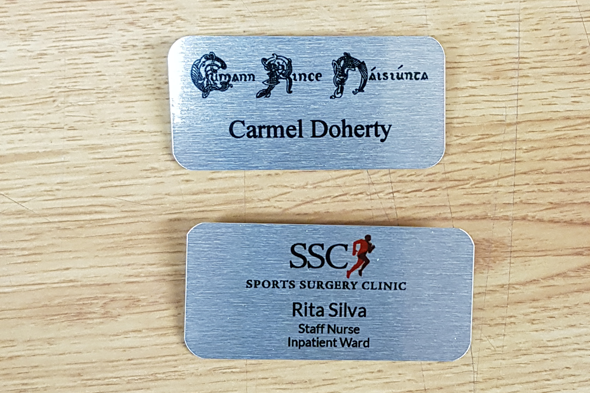 Cumann Rince Náisiúnta
Carmel Doherty
SSC
SPORTS SURGERY CLINIC
Rita Silva
Staff Nurse
Inpatient Ward